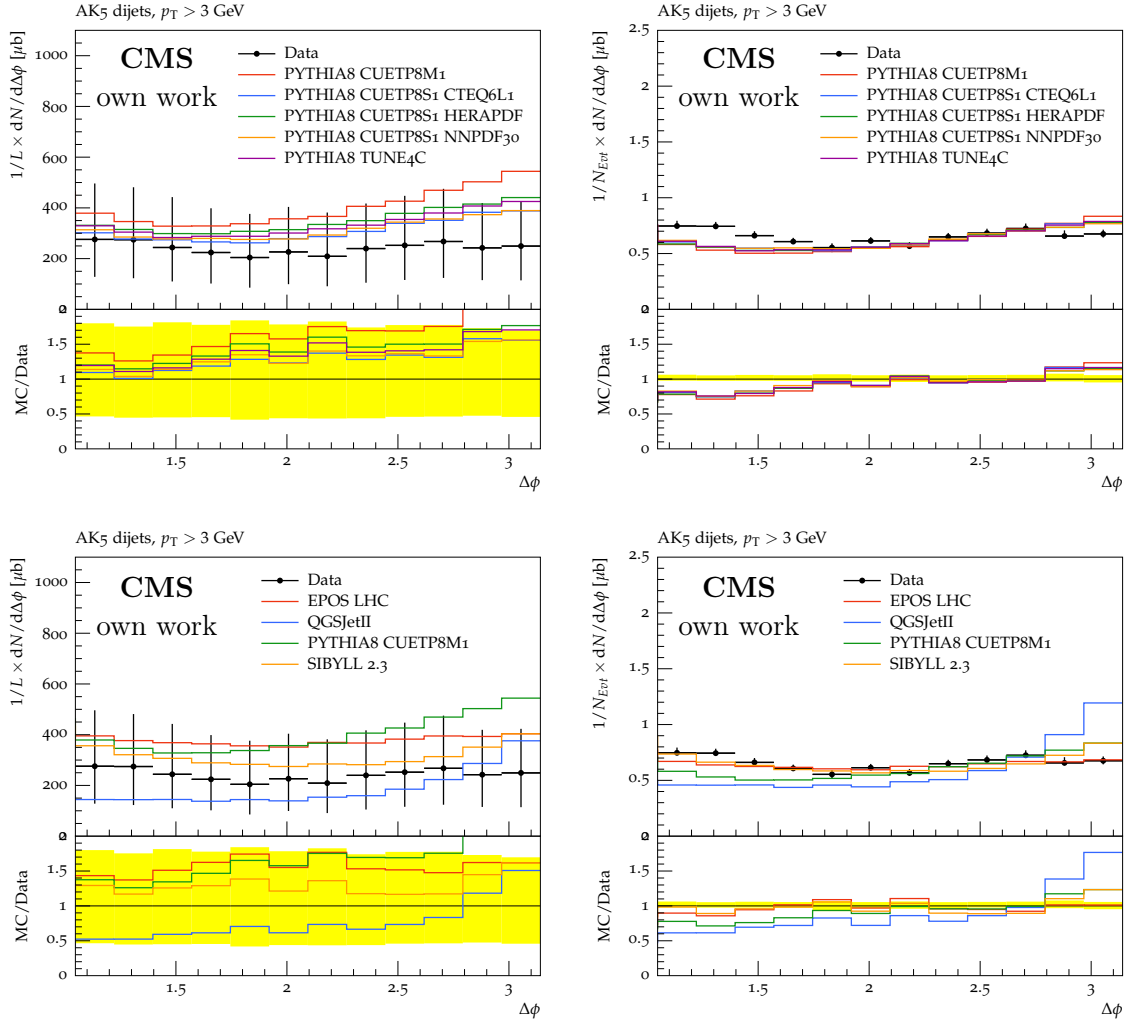 AK5 dijets, pT > 3 GeV
1/L × dN/dΔϕ [μb]
CMS
own work
Data
PYTHIA8 CUETP8M1
PYTHIA8 CUETP8S1 CTEQ6L1
PYTHIA8 CUETP8S1 HERAPDF
PYTHIA8 CUETP8S1 NNPDF30
PYTHIA8 TUNE4C
1000
800
600
400
200
0
2
1.5
1
0.5
0
MC/Data
1.5 2 2.5 3
Δϕ
AK5 dijets, pT > 3 GeV
1/NEvt × dN/dΔϕ [μb]
CMS
own work
Data
PYTHIA8 CUETP8M1
PYTHIA8 CUETP8S1 CTEQ6L1
PYTHIA8 CUETP8S1 HERAPDF
PYTHIA8 CUETP8S1 NNPDF30
PYTHIA8 TUNE4C
2.5
2
1.5
1
0.5
0
2
1.5
1
0.5
0
MC/Data
1.5 2 2.5 3
Δϕ
AK5 dijets, pT > 3 GeV
1/L × dN/dΔϕ [μb]
CMS
own work
Data
EPOS LHC
QGSJetII
PYTHIA8 CUETP8M1
SIBYLL 2.3
1000
800
600
400
200
0
2
1.5
1
0.5
0
MC/Data
1.5 2 2.5 3
Δϕ
AK5 dijets, pT > 3 GeV
1/NEvt × dN/dΔϕ [μb]
CMS
own work
Data
EPOS LHC
QGSJetII
PYTHIA8 CUETP8M1
SIBYLL 2.3
2.5
2
1.5
1
0.5
0
2
1.5
1
0.5
0
MC/Data
1.5 2 2.5 3
Δϕ